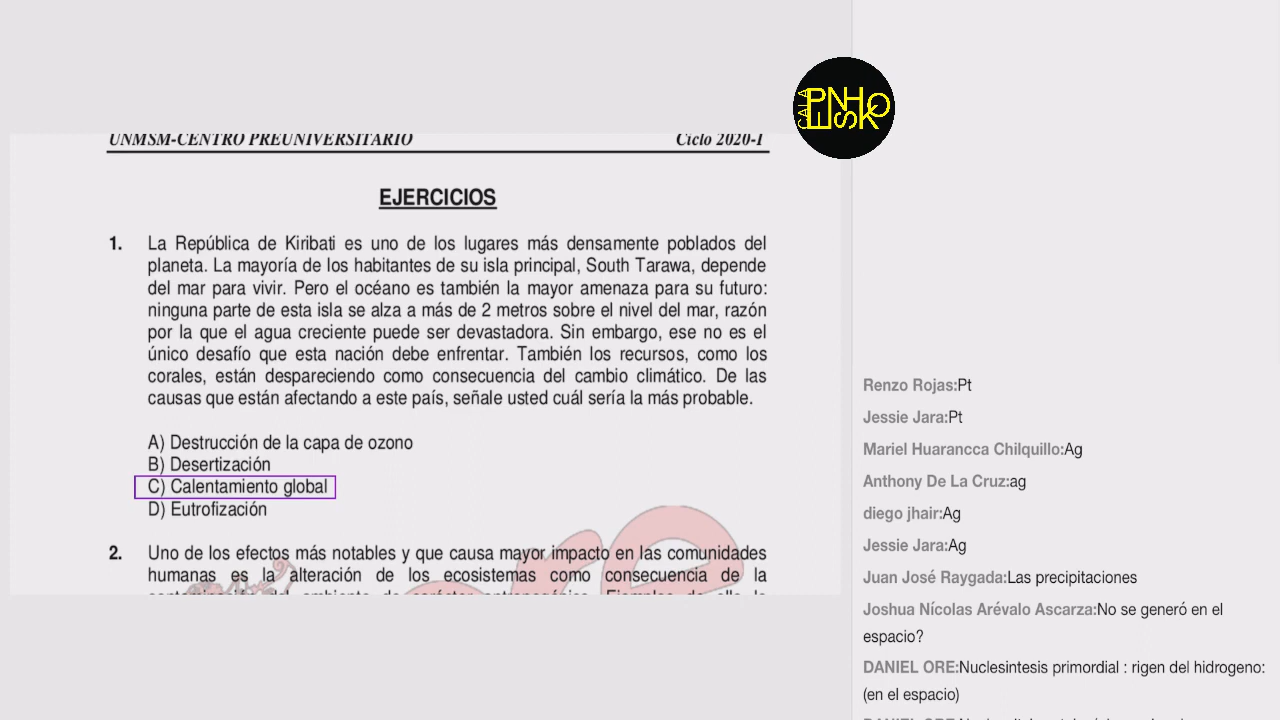 UNMSM-CENTRO PREUNIVERSITARIO Ciclo 2020-I
EJERCICIOS
1. La República de Kiribati es uno de los lugares más densamente poblados del
planeta. La mayoría de los habitantes de su isla principal, South Tarawa, depende
del mar para vivir. Pero el océano es también la mayor amenaza para su futuro:
ninguna parte de esta isla se alza a más de 2 metros sobre el nivel del mar, razón
por la que el agua creciente puede ser devastadora. Sin embargo, ese no es el
único desafío que esta nación debe enfrentar. También los recursos, como los
corales, están despareciendo como consecuencia del cambio climático. De las
causas que están afectando a este país, señale usted cuál sería la más probable.
A) Destrucción de la capa de ozono
B) Desertización
C) Calentamiento global
D) Eutrofización
2. Uno de los efectos más notables y que causa mayor impacto en las comunidades
humanas es la alteración de los ecosistemas como consecuencia de la
Renzo Rojas:Pt
Jessie Jara:Pt
Mariel Huarancca Chilquillo:Ag
Anthony De La Cruz:ag
diego jhair:Ag
Jessie Jara:Ag
Juan José Raygada:Las precipitaciones
Joshua Nícolas Arévalo Ascarza:No se generó en el
espacio?
DANIEL ORE:Nuclesintesis primordial : rigen del hidrogeno:
(en el espacio)